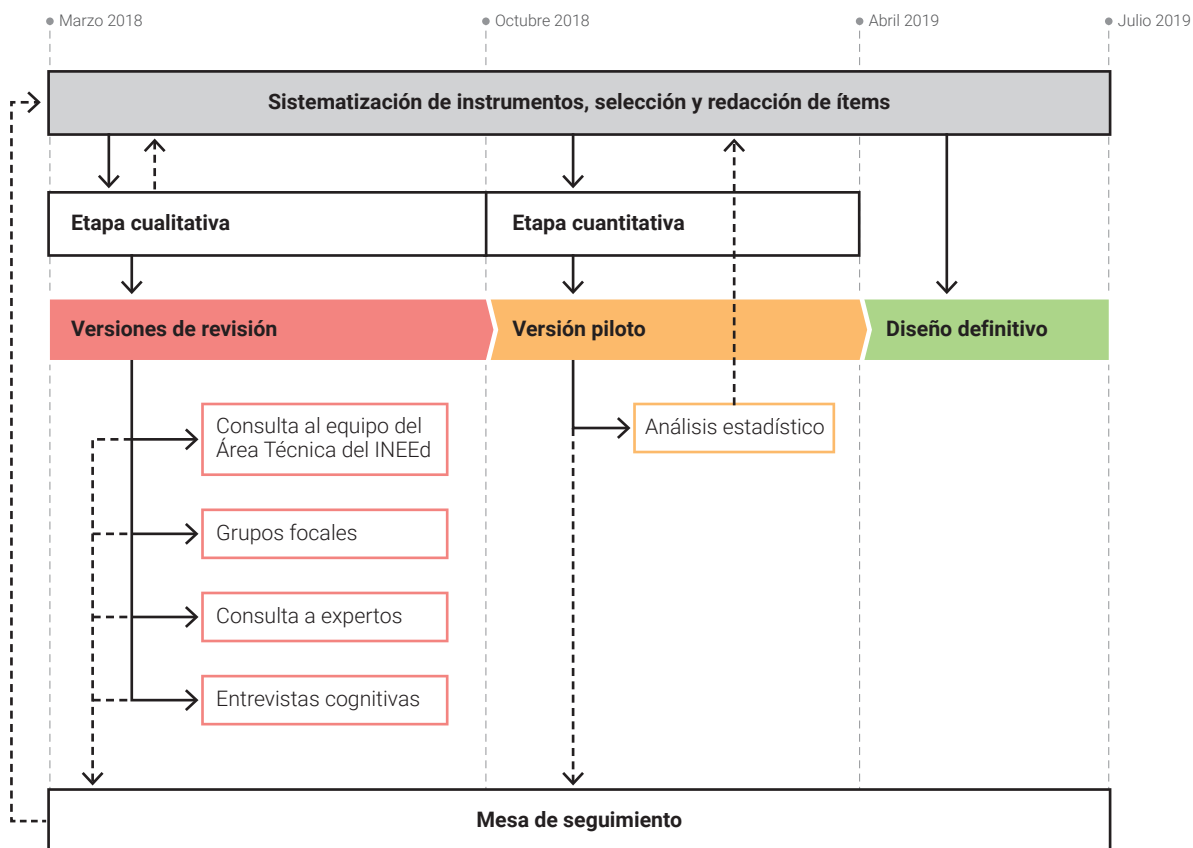 Marzo 2018
Octubre 2018
Abril 2019
Julio 2019
Sistematización de instrumentos, selección y redacción de ítems
Etapa cualitativa
Etapa cuantitativa
Versiones de revisión
Versión piloto
Diseño definitivo
Consulta al equipo del
Área Técnica del INEEd
Análisis estadístico
Grupos focales
Consulta a expertos
Entrevistas cognitivas
Mesa de seguimiento